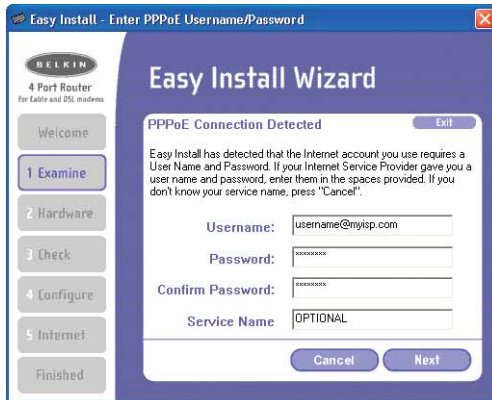 Easy Install - Enter PPPoE Username/Password
BELKIN
4 Port Router
for Cable and DSL modems
Welcome
1 Examine
2 Hardware
3 Check
4 Configure
5 Internet
Finished
Easy Install Wizard
PPPoE Connection Detected
Exit
Easy Install has detected that the Internet account you use requires a
User Name and Password. If your Internet Service Provider gave you a
user name and password, enter them in the spaces provided. If you
don't know your service name, press "Cancel".
Username: username@myisp.com
Password: xxxxxxxx
Confirm Password: xxxxxxxx
Service Name OPTIONAL
Cancel Next